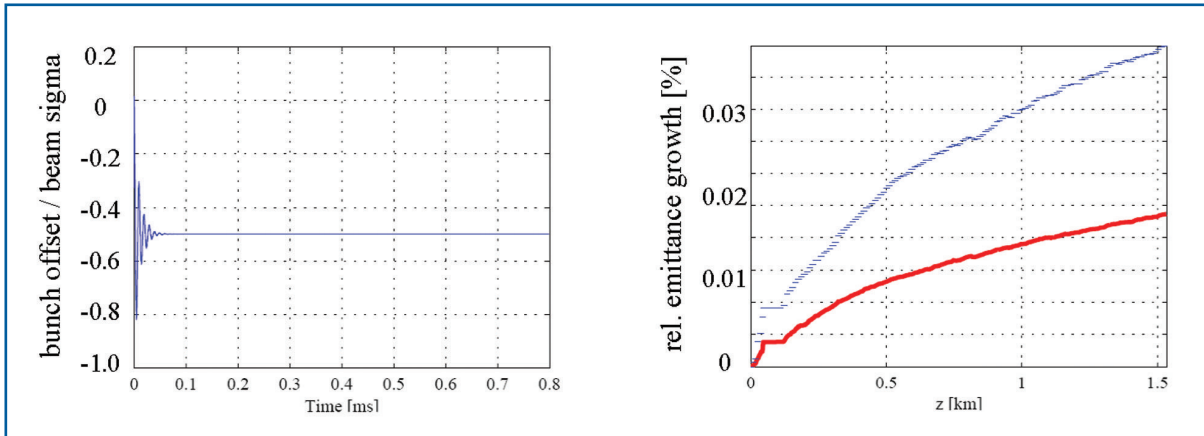 bunch offset / beam sigma
0.2
0
-0.2
-0.4
-0.6
-0.8
-1.0
0 0.1 0.2 0.3 0.4 0.5 0.6 0.7 0.8
Time [ms]
rel. emittance growth [%]
0.03
0.02
0.01
0
0 0.5 1 1.5
z [km]